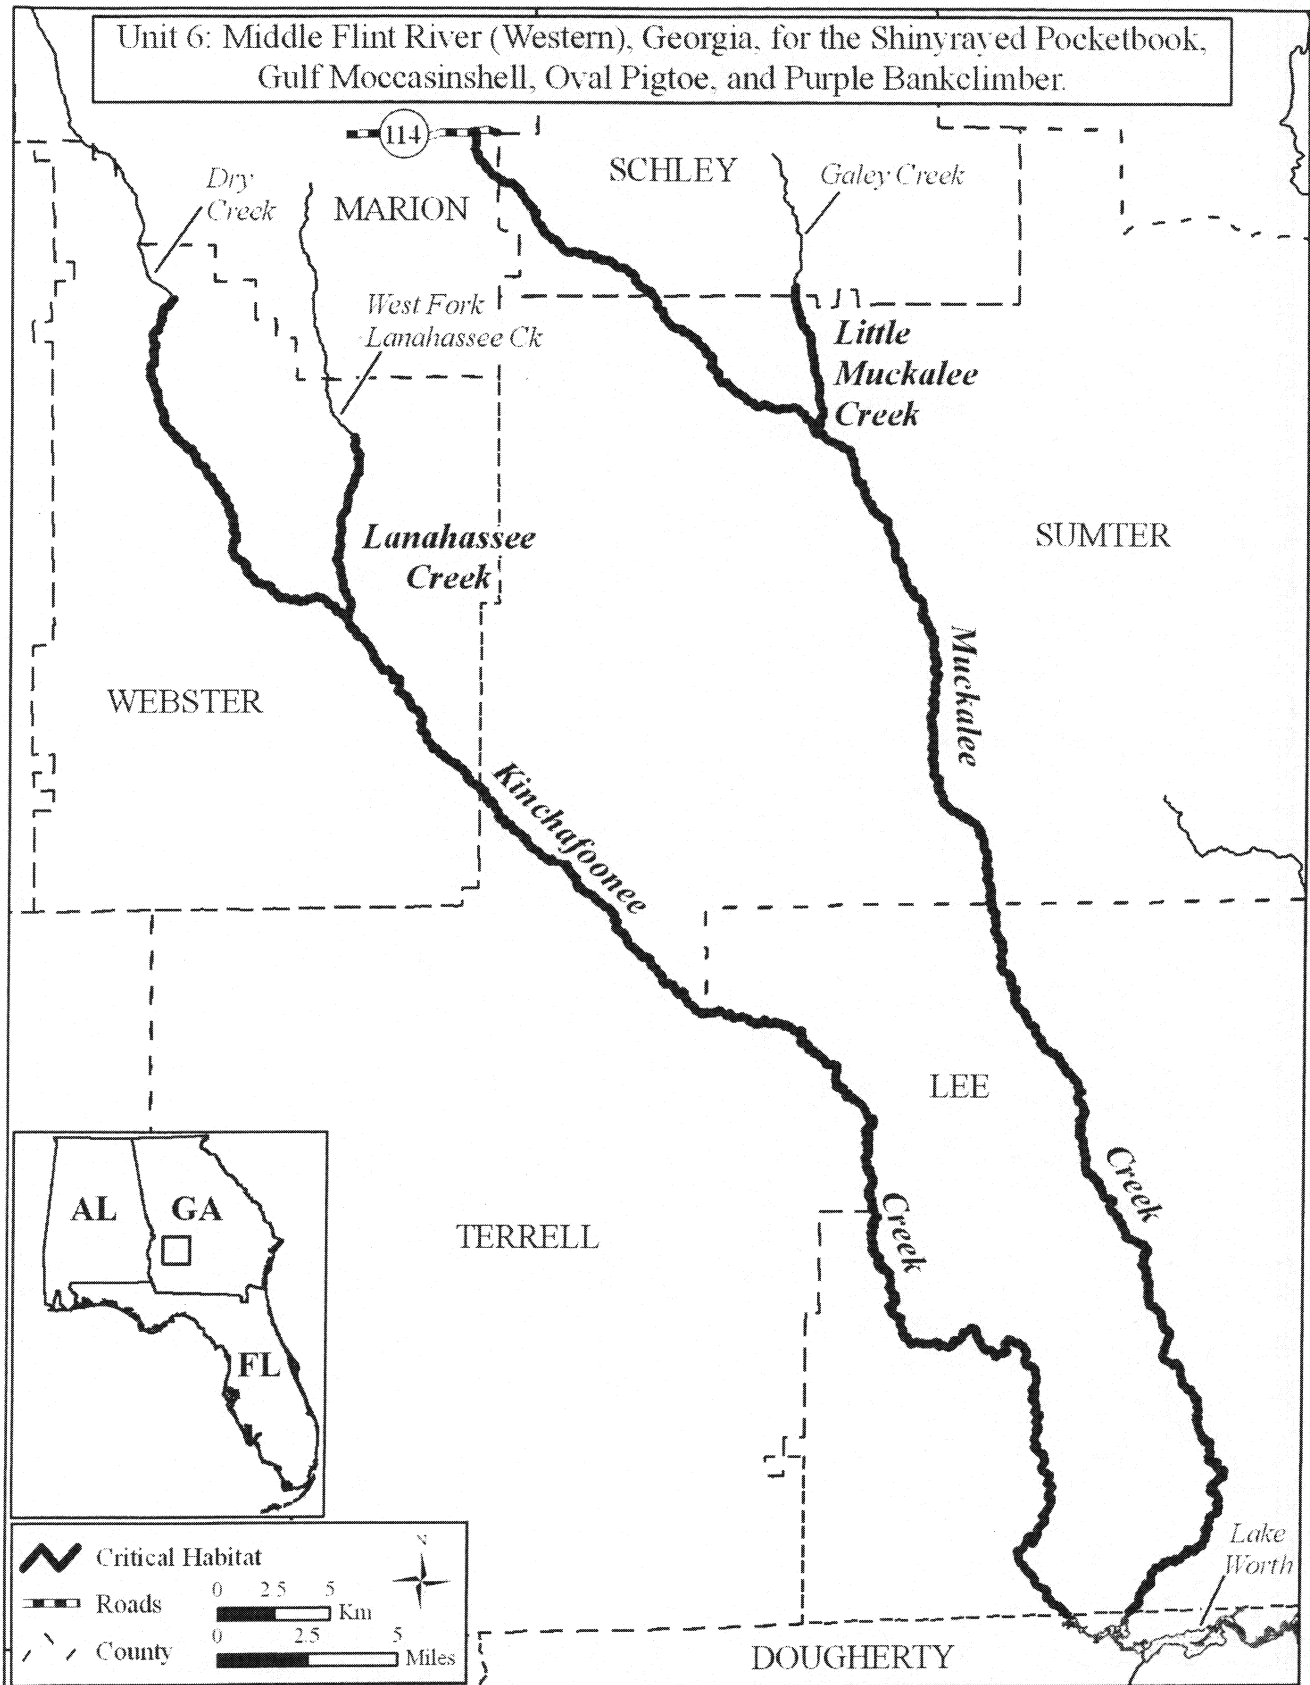 Unit 6: Middle Flint River (Western), Georgia, for the Shinyrayed Pocketbook,
Gulf Moccasinshell, Oval Pigtoe, and Purple Bankclimber.
114
SCHLEY
Galey Creek
Dry
Creek
MARION
West Fork
Lanahassee Ck
Little
Muckalee
Creek
Lanahassee
Creek
SUMTER
Muckalee
WEBSTER
Kinchafoonee
LEE
Creek
Creek
TERRELL
AL
GA
FL
Lake
Worth
DOUGHERTY
Critical Habitat
Roads
County
N
0 2.5 5
Km
0 2.5 5
Miles